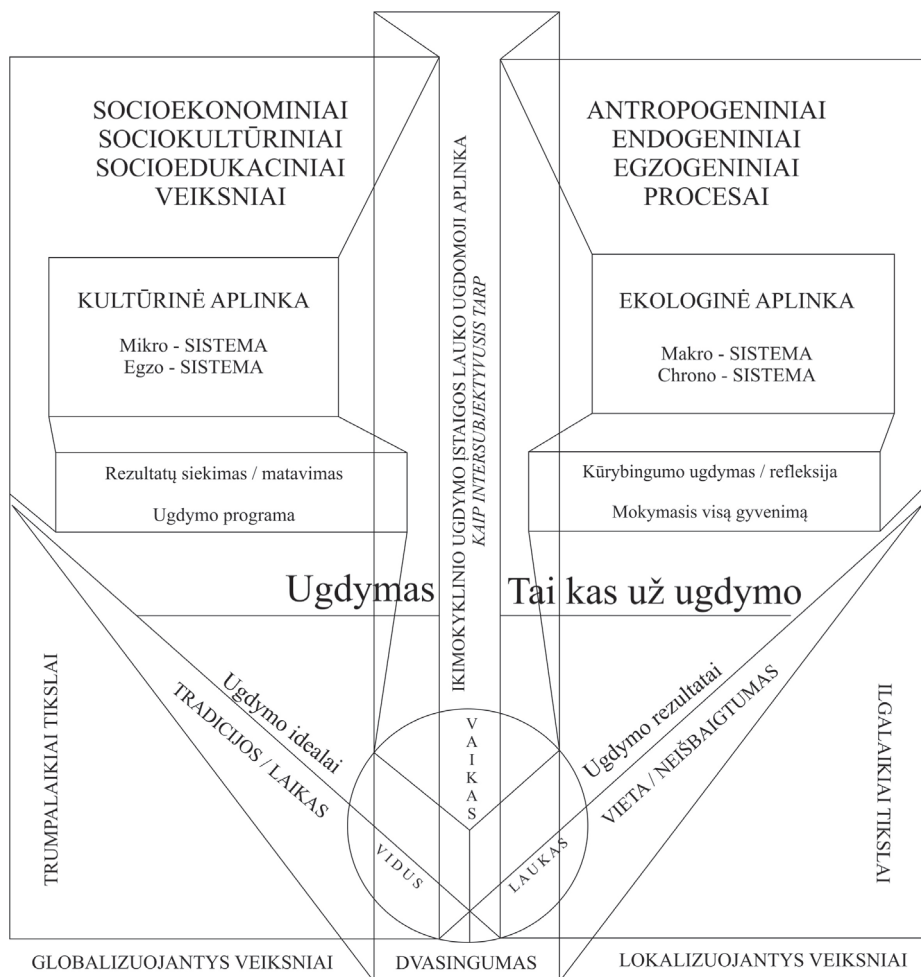 SOCIOEKONOMINIAI
SOCIOKULTŪRINIAI
SOCIOEDUKACINIAI
VEIKSNIAI
ANTROPOGENINIAI
ENDOGENINIAI
EGZOGENINIAI
PROCESAI
KULTŪRINĖ APLINKA
Mikro - SISTEMA
Egzo - SISTEMA
IKIMOKYKLINIO UGDYMO ĮSTAIGOS LAUKO UGDOMOJI APLINKA
KAIP INTERSUBJEKTYVUSIS TARP
EKOLOGINĖ APLINKA
Makro - SISTEMA
Chrono - SISTEMA
Rezultatų siekimas / matavimas
Ugdymo programa
Kūrybingumo ugdymas / refleksija
Mokymasis visą gyvenimą
Ugdymas
Tai kas už ugdymo
TRUMPALAIKIAI TIKSLAI
Ugdymo idealai
TRADICIJOS / LAIKAS
VAIKAS
VIDUS
LAUKAS
Ugdymo rezultatai
VIETA / NEIŠBAIGTUMAS
ILGALAIKIAI TIKSLAI
GLOBALIZUOJANTYS VEIKSNIAI
DVASINGUMAS
LOKALIZUOJANTYS VEIKSNIAI